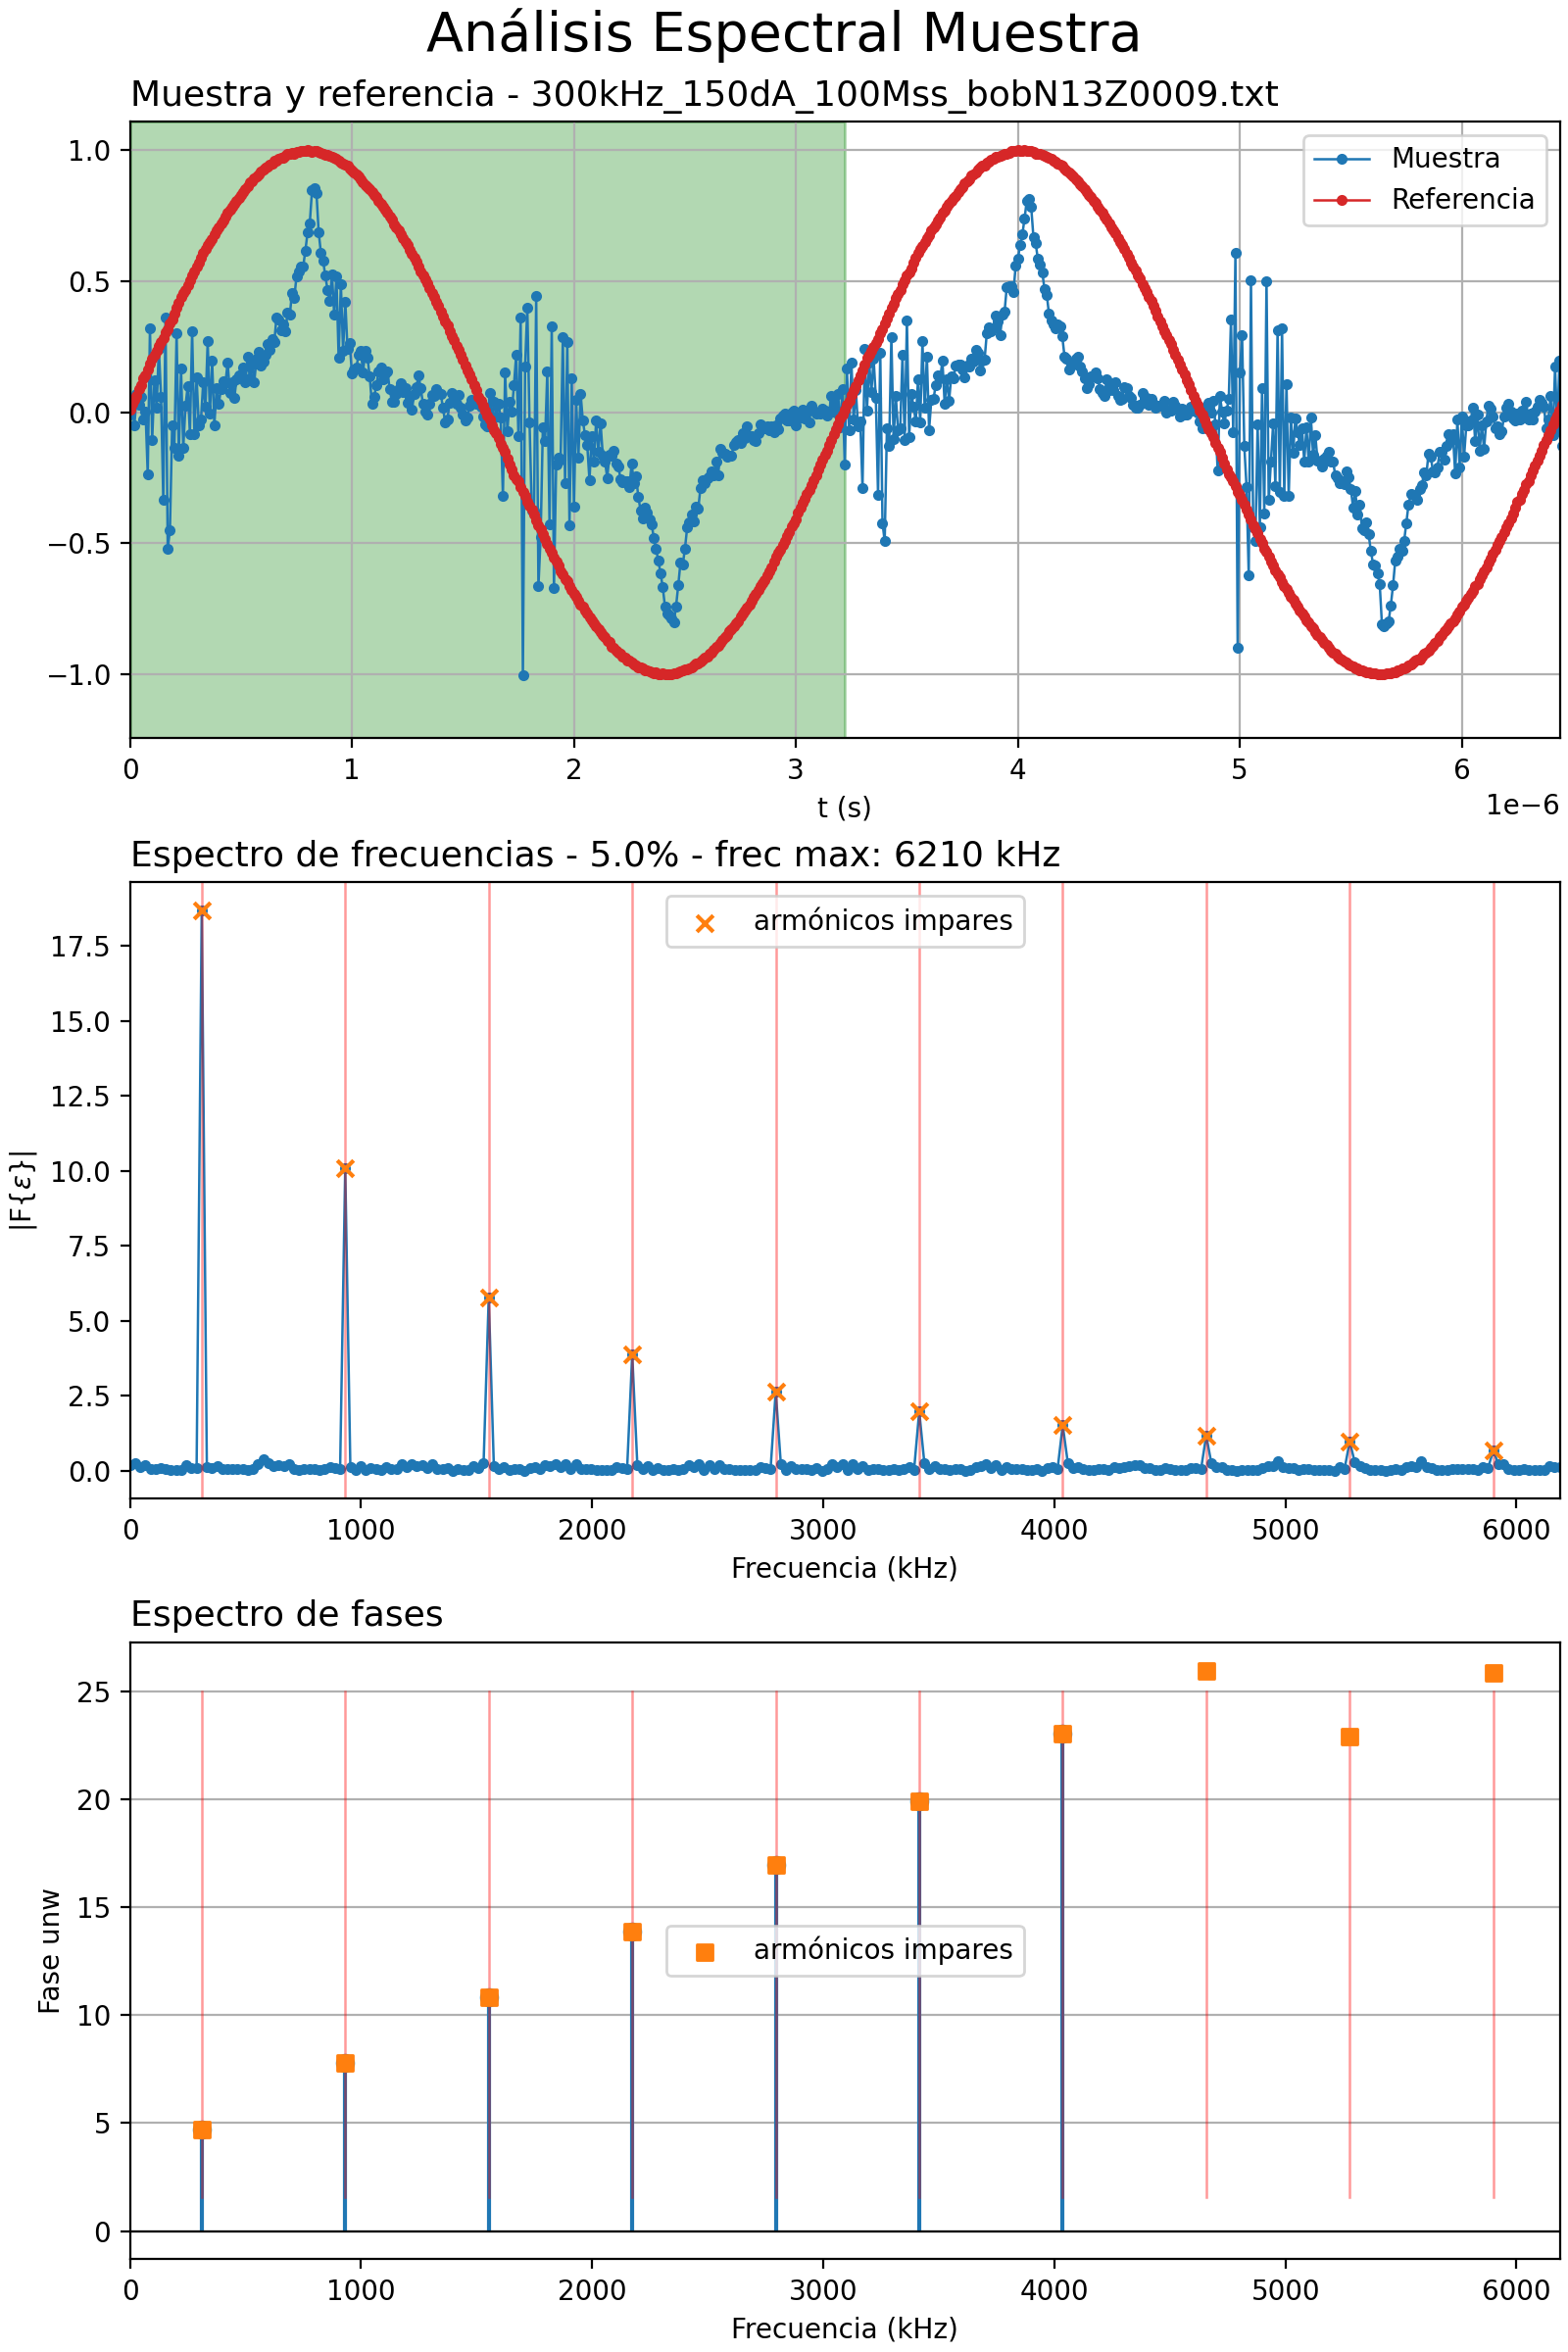 Análisis Espectral Muestra
Muestra y referencia - 300kHz_150dA_100Mss_bobN13Z0009.txt
Muestra
Referencia
1.0
0.5
0.0
−0.5
−1.0
0 1 2 3 4 5 6
t (s)
1e−6
Espectro de frecuencias - 5.0% - frec max: 6210 kHz
armónicos impares
17.5
15.0
12.5
10.0
7.5
5.0
2.5
0.0
|F{ε}|
0 1000 2000 3000 4000 5000 6000
Frecuencia (kHz)
Espectro de fases
25
20
15
10
5
0
Fase unw
armónicos impares
0 1000 2000 3000 4000 5000 6000
Frecuencia (kHz)